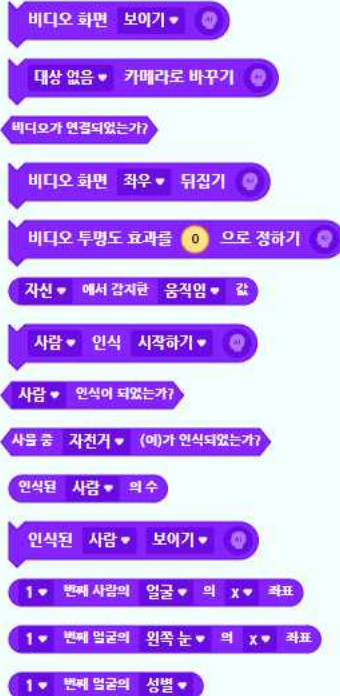 비디오 화면 보이기
대상 없음 카메라로 바꾸기
비디오가 연결되었는가?
비디오 화면 좌우 뒤집기
비디오 투명도 효과를 0 으로 정하기
자신 에서 감지한 움직임 값
사람 인식 시작하기
사람 인식이 되었는가?
사물 중 자전거 (이)가 인식되었는가?
인식된 사람 의 수
인식된 사람 보이기
1 번째 사람의 얼굴 의 x 좌표
1 번째 얼굴의 왼쪽 눈 의 x 좌표
1 번째 얼굴의 성별